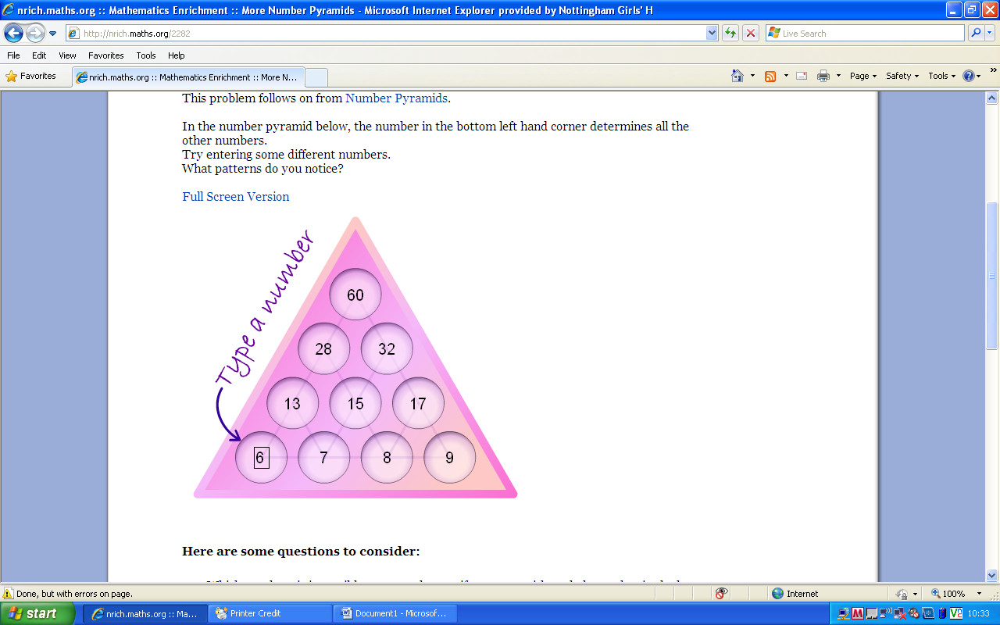 nrich.maths.org :: Mathematics Enrichment :: More Number Pyramids - Microsoft Internet Explorer provided by Nottingham Girls' H
http://nrich.maths.org/2282
Live Search
File Edit View Favorites Tools Help
Favorites nrich.maths.org :: Mathematics Enrichment :: More N... Page Safety Tools
This problem follows on from Number Pyramids.
In the number pyramid below, the number in the bottom left hand corner determines all the
other numbers.
Try entering some different numbers.
What patterns do you notice?
Full Screen Version
Type a number
60
28 32
13 15 17
6 7 8 9
Here are some questions to consider:
Done, but with errors on page. Internet 100%
start nrich.maths.org :: Ma... Printer Credit Document1 - Microsof... 10:33